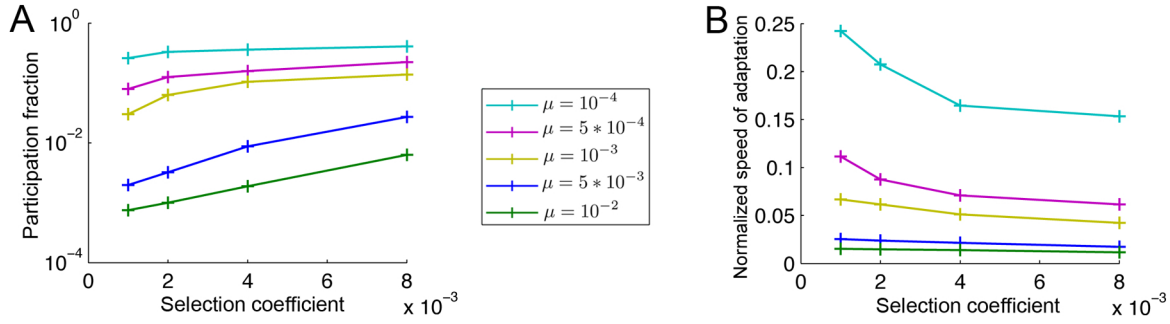 A
Participation fraction
10^0
10^-2
10^-4
0
2
4
6
8
x 10^-3
Selection coefficient
μ = 10^-4
μ = 5 * 10^-4
μ = 10^-3
μ = 5 * 10^-3
μ = 10^-2
B
Normalized speed of adaptation
0.25
0.2
0.15
0.1
0.05
0
0
2
4
6
8
x 10^-3
Selection coefficient